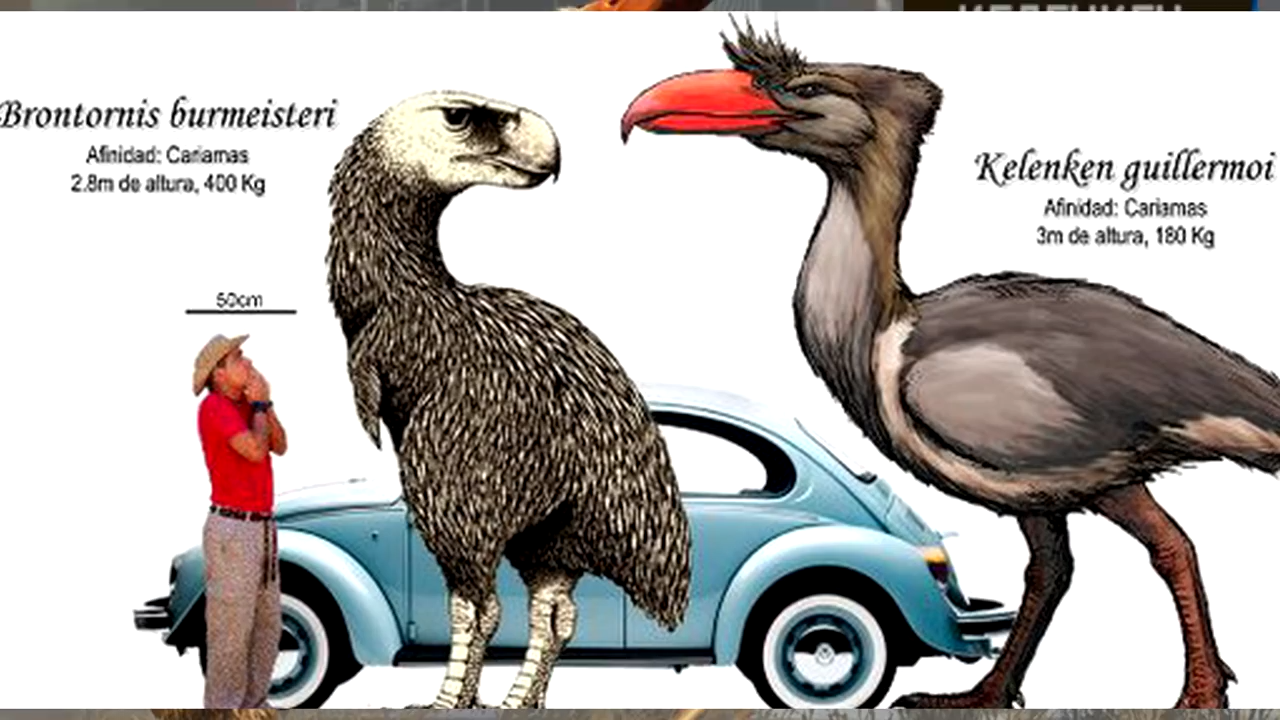 Brontornis burmeisteri
Afinidad: Cariamas
2.8m de altura, 400 Kg
Kelenken guillermoi
Afinidad: Cariamas
3m de altura, 180 Kg
50cm